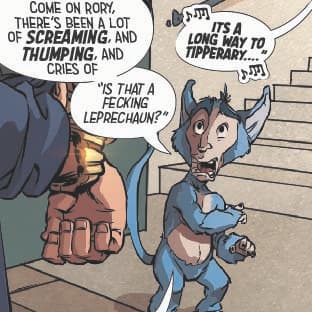 COME ON RORY,
THERE'S BEEN A LOT
OF SCREAMING, AND
THUMPING, AND
CRIES OF
"IS THAT A
FECKING
LEPRECHAUN?"
ITS A
LONG WAY TO
TIPPERARY...."